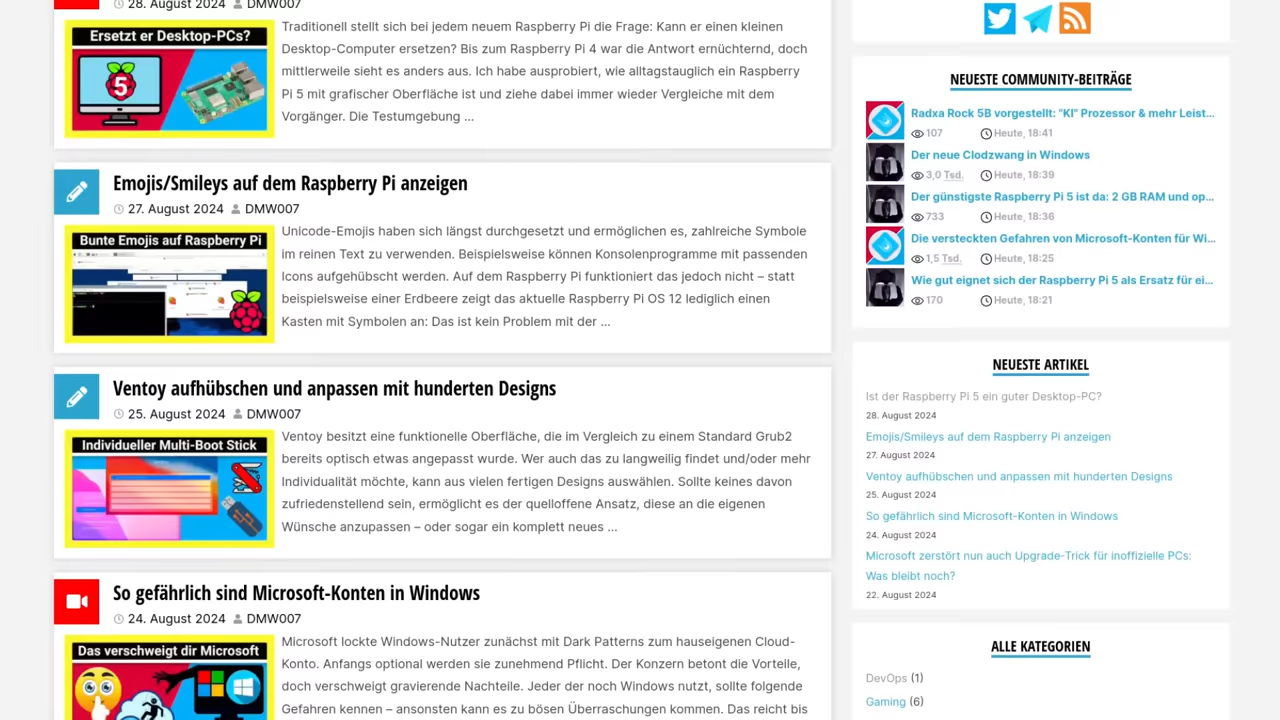 28. August 2024 DMW007
Ersetzt er Desktop-PCs?
5
Traditionell stellt sich bei jedem neuem Raspberry Pi die Frage: Kann er einen kleinen
Desktop-Computer ersetzen? Bis zum Raspberry Pi 4 war die Antwort ernüchternd, doch
mittlerweile sieht es anders aus. Ich habe ausprobiert, wie alltagstauglich ein Raspberry
Pi 5 mit grafischer Oberfläche ist und ziehe dabei immer wieder Vergleiche mit dem
Vorgänger. Die Testumgebung ...
Emojis/Smileys auf dem Raspberry Pi anzeigen
27. August 2024 DMW007
Bunte Emojis auf Raspberry Pi
Unicode-Emojis haben sich längst durchgesetzt und ermöglichen es, zahlreiche Symbole
im reinen Text zu verwenden. Beispielsweise können Konsolenprogramme mit passenden
Icons aufgehübscht werden. Auf dem Raspberry Pi funktioniert das jedoch nicht – statt
beispielsweise einer Erdbeere zeigt das aktuelle Raspberry Pi OS 12 lediglich einen
Kasten mit Symbolen an: Das ist kein Problem mit der ...
Ventoy aufhübschen und anpassen mit hunderten Designs
25. August 2024 DMW007
Individueller Multi-Boot Stick
Ventoy besitzt eine funktionelle Oberfläche, die im Vergleich zu einem Standard Grub2
bereits optisch etwas angepasst wurde. Wer auch das zu langweilig findet und/oder mehr
Individualität möchte, kann aus vielen fertigen Designs auswählen. Sollte keines davon
zufriedenstellend sein, ermöglicht es der quelloffene Ansatz, diese an die eigenen
Wünsche anzupassen – oder sogar ein komplett neues ...
So gefährlich sind Microsoft-Konten in Windows
24. August 2024 DMW007
Das verschweigt dir Microsoft
Microsoft lockte Windows-Nutzer zunächst mit Dark Patterns zum hauseigenen Cloud-
Konto. Anfangs optional werden sie zunehmend Pflicht. Der Konzern betont die Vorteile,
doch verschweigt gravierende Nachteile. Jeder der noch Windows nutzt, sollte folgende
Gefahren kennen – ansonsten kann es zu bösen Überraschungen kommen. Das reicht bis
NEUESTE COMMUNITY-BEITRÄGE
Radxa Rock 5B vorgestellt: "KI" Prozessor & mehr Leist...
107 Heute, 18:41
Der neue Clodzwang in Windows
3,0 Tsd. Heute, 18:39
Der günstigste Raspberry Pi 5 ist da: 2 GB RAM und op...
733 Heute, 18:36
Die versteckten Gefahren von Microsoft-Konten für Wi...
1,5 Tsd. Heute, 18:25
Wie gut eignet sich der Raspberry Pi 5 als Ersatz für ei...
170 Heute, 18:21
NEUESTE ARTIKEL
Ist der Raspberry Pi 5 ein guter Desktop-PC?
28. August 2024
Emojis/Smileys auf dem Raspberry Pi anzeigen
27. August 2024
Ventoy aufhübschen und anpassen mit hunderten Designs
25. August 2024
So gefährlich sind Microsoft-Konten in Windows
24. August 2024
Microsoft zerstört nun auch Upgrade-Trick für inoffizielle PCs:
Was bleibt noch?
22. August 2024
ALLE KATEGORIEN
DevOps (1)
Gaming (6)